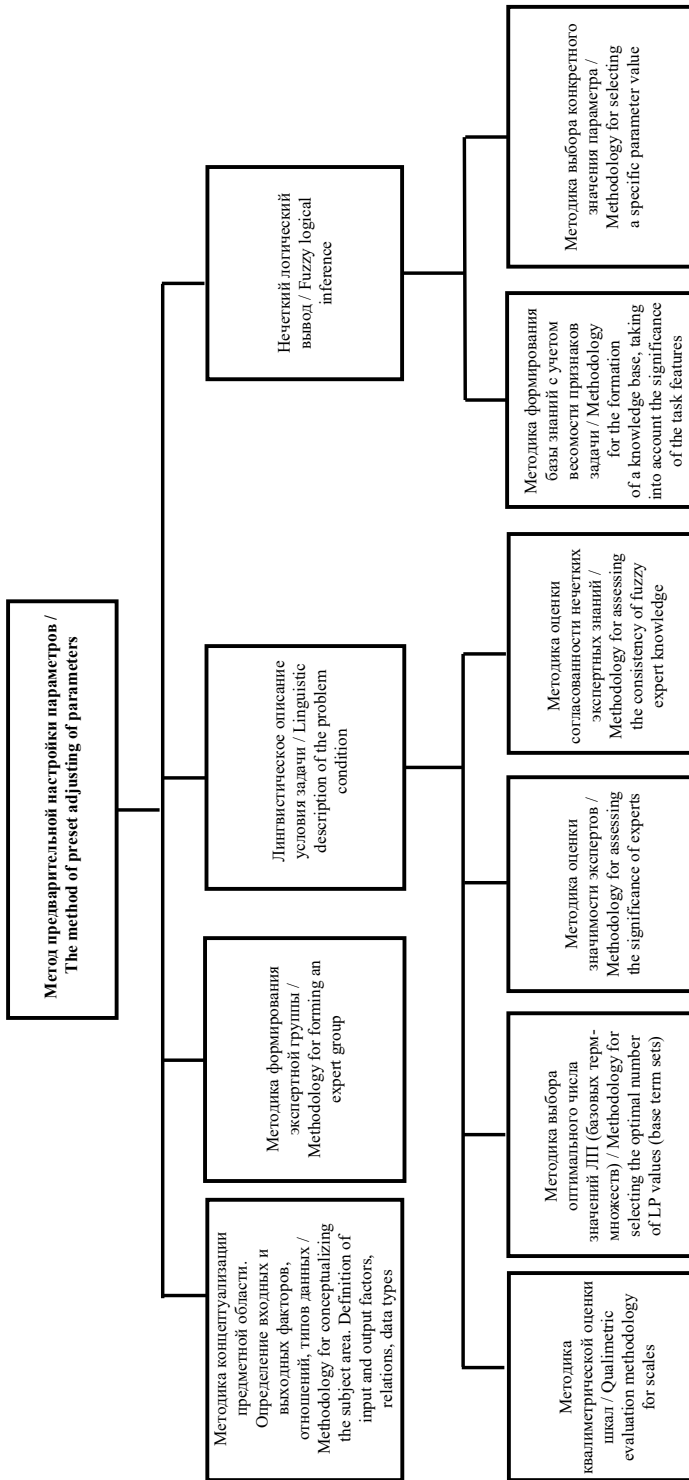 Метод предварительной настройки параметров /
The method of preset adjusting of parameters
Методика концептуализации
предметной области.
Определение входных и
выходных факторов,
отношений, типов данных /
Methodology for conceptualizing
the subject area. Definition of
input and output factors,
relations, data types
Методика формирования
экспертной группы /
Methodology for forming an
expert group
Лингвистическое описание
условия задачи / Linguistic
description of the problem
condition
Нечеткий логический
вывод / Fuzzy logical
inference
Методика
квалиметрической оценки
шкал / Qualimetric
evaluation methodology
for scales
Методика выбора
оптимального числа
значений ЛП (базовых терм-
множеств) / Methodology for
selecting the optimal number
of LP values (base term sets)
Методика оценки
значимости экспертов /
Methodology for assessing
the significance of experts
Методика оценки
согласованности нечетких
экспертных знаний /
Methodology for assessing
the consistency of fuzzy
expert knowledge
Методика формирования
базы знаний с учетом
весомости признаков
задачи / Methodology
for the formation
of a knowledge base, taking
into account the significance
of the task features
Методика выбора конкретного
значения параметра /
Methodology for selecting
a specific parameter value